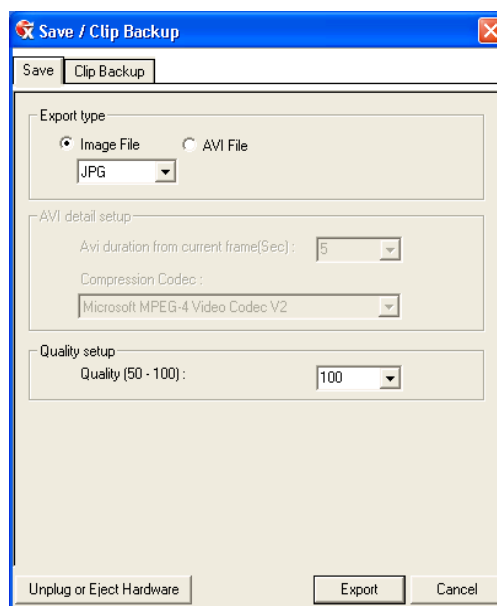 Save / Clip Backup
Save Clip Backup
Export type
Image File AVI File
JPG
AVI detail setup
Avi duration from current frame(Sec) : 5
Compression Codec :
Microsoft MPEG-4 Video Codec V2
Quality setup
Quality (50 - 100) : 100
Unplug or Eject Hardware Export Cancel